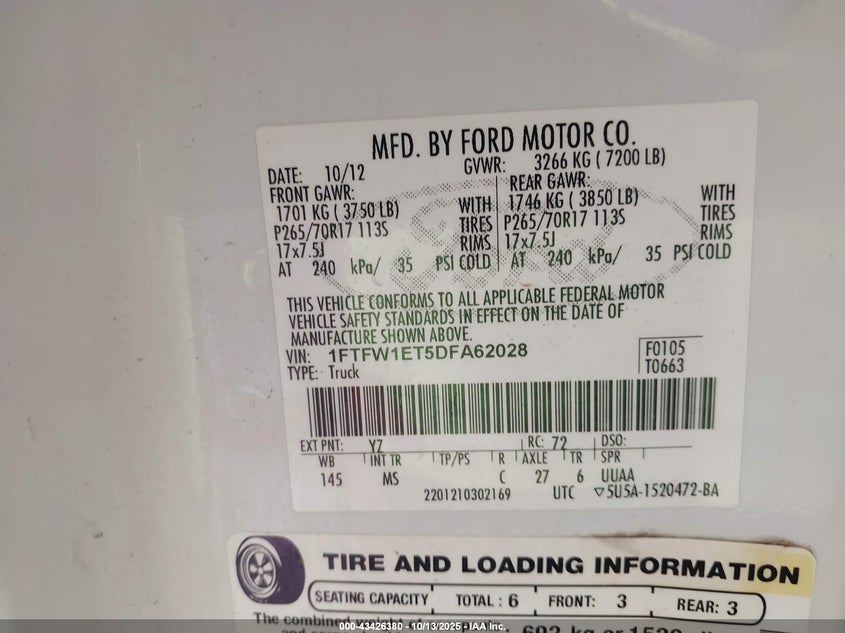 MFD. BY FORD MOTOR CO.
DATE: 10/12 GVWR: 3266 KG ( 7200 LB)
FRONT GAWR: REAR GAWR:
1701 KG ( 3750 LB) WITH 1746 KG ( 3850 LB) WITH
P265/70R17 113S TIRES P265/70R17 113S TIRES
17x7.5J RIMS 17x7.5J RIMS
AT 240 kPa/ 35 PSI COLD AT 240 kPa/ 35 PSI COLD
THIS VEHICLE CONFORMS TO ALL APPLICABLE FEDERAL MOTOR
VEHICLE SAFETY STANDARDS IN EFFECT ON THE DATE OF
MANUFACTURE SHOWN ABOVE.
VIN: 1FTFW1ET5DFA62028 F0105
TYPE: Truck T0663
EXT PNT: YZ RC: 72 DSO:
WB INT TR TP/PS R AXLE TR SPR
145 MS C 27 6 UUAA
2201210302169 UTC ▽5U5A-1520472-BA
TIRE AND LOADING INFORMATION
SEATING CAPACITY TOTAL : 6 FRONT: 3 REAR: 3
The combined
000-43426380 - 10/13/2025 - IAA Inc.